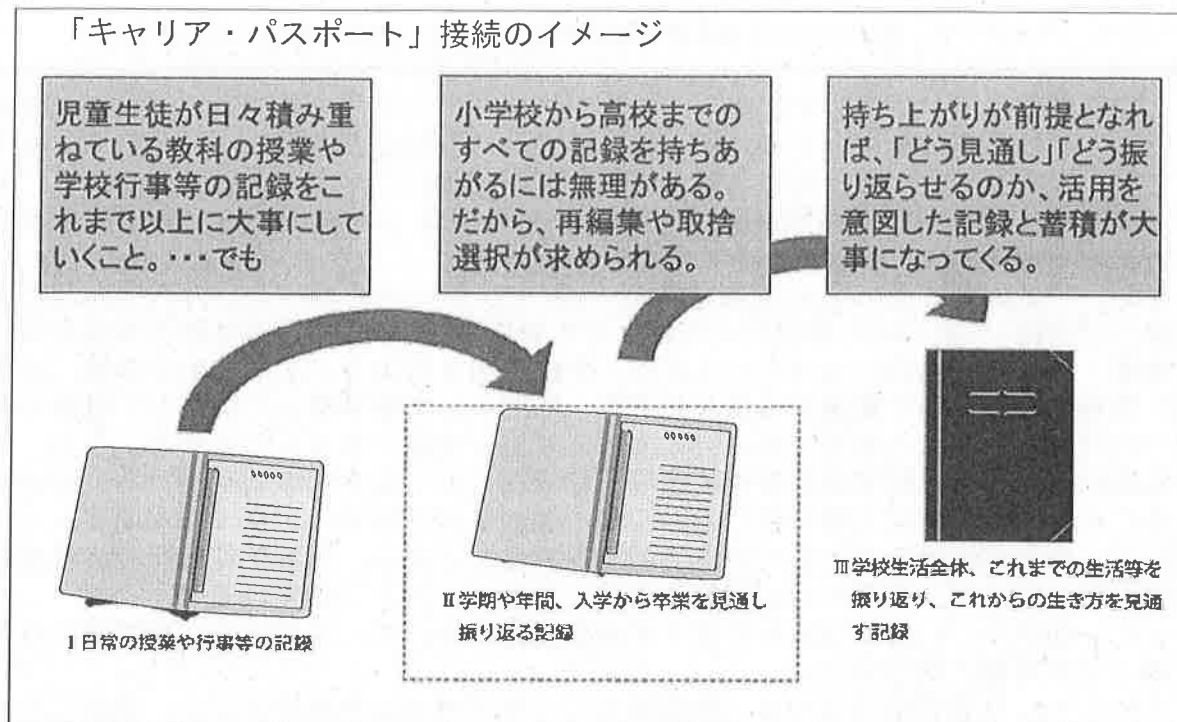 「キャリア・パスポート」接続のイメージ
児童生徒が日々積み重
ねている教科の授業や
学校行事等の記録をこ
れまで以上に大事にして
いくこと。・・・でも
小学校から高校までの
すべての記録を持ちあ
がるには無理がある。
だから、再編集や取捨
選択が求められる。
持ち上がりが前提となれ
ば、「どう見通し」「どう振
り返らせるのか、活用を
意図した記録と蓄積が大
事になってくる。
Ⅰ日常の授業や行事等の記録
Ⅱ学期や年間、入学から卒業を見通し
振り返る記録
Ⅲ学校生活全体、これまでの生活等を
振り返り、これからの生き方を見通
す記録